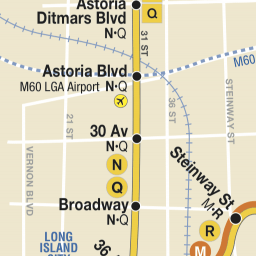 Astoria
Ditmars Blvd
N•Q
Q
31 ST
Astoria Blvd
M60 LGA Airport N•Q
M60
21 ST
36 ST
STEINWAY ST
30 Av
N•Q
N
Q
VERNON BLVD
Steinway St
M•R
Broadway
N•Q
R
M
LONG
ISLAND
CITY
36